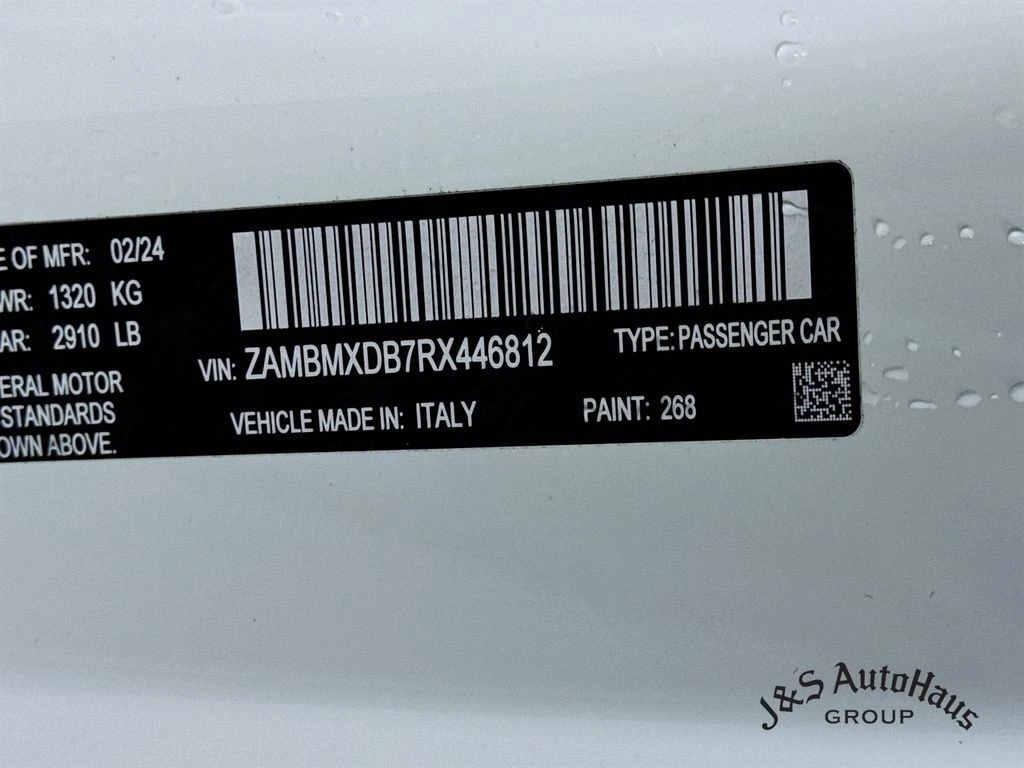 E OF MFR: 02/24
WR: 1320 KG
AR: 2910 LB
VIN: ZAMBMXDB7RX446812
TYPE: PASSENGER CAR
ERAL MOTOR
STANDARDS
OWN ABOVE.
VEHICLE MADE IN: ITALY
PAINT: 268
J&S AutoHaus
GROUP